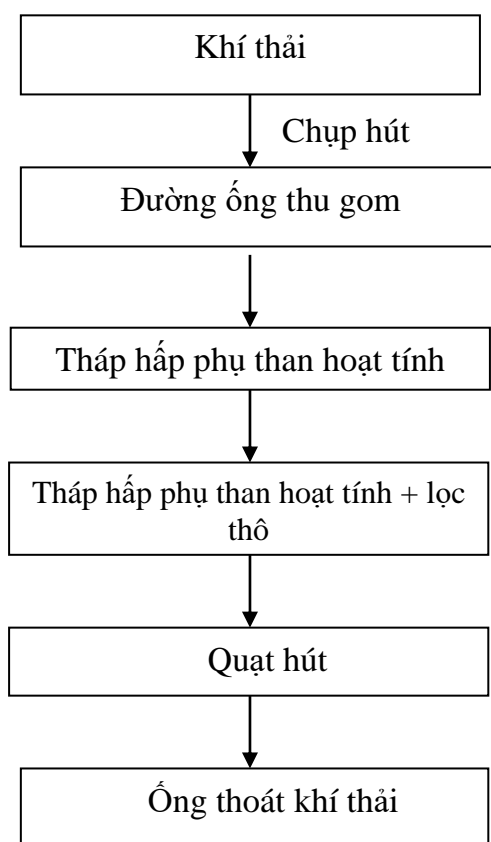 Khí thải
Chụp hút
Đường ống thu gom
Tháp hấp phụ than hoạt tính
Tháp hấp phụ than hoạt tính + lọc
thô
Quạt hút
Ống thoát khí thải